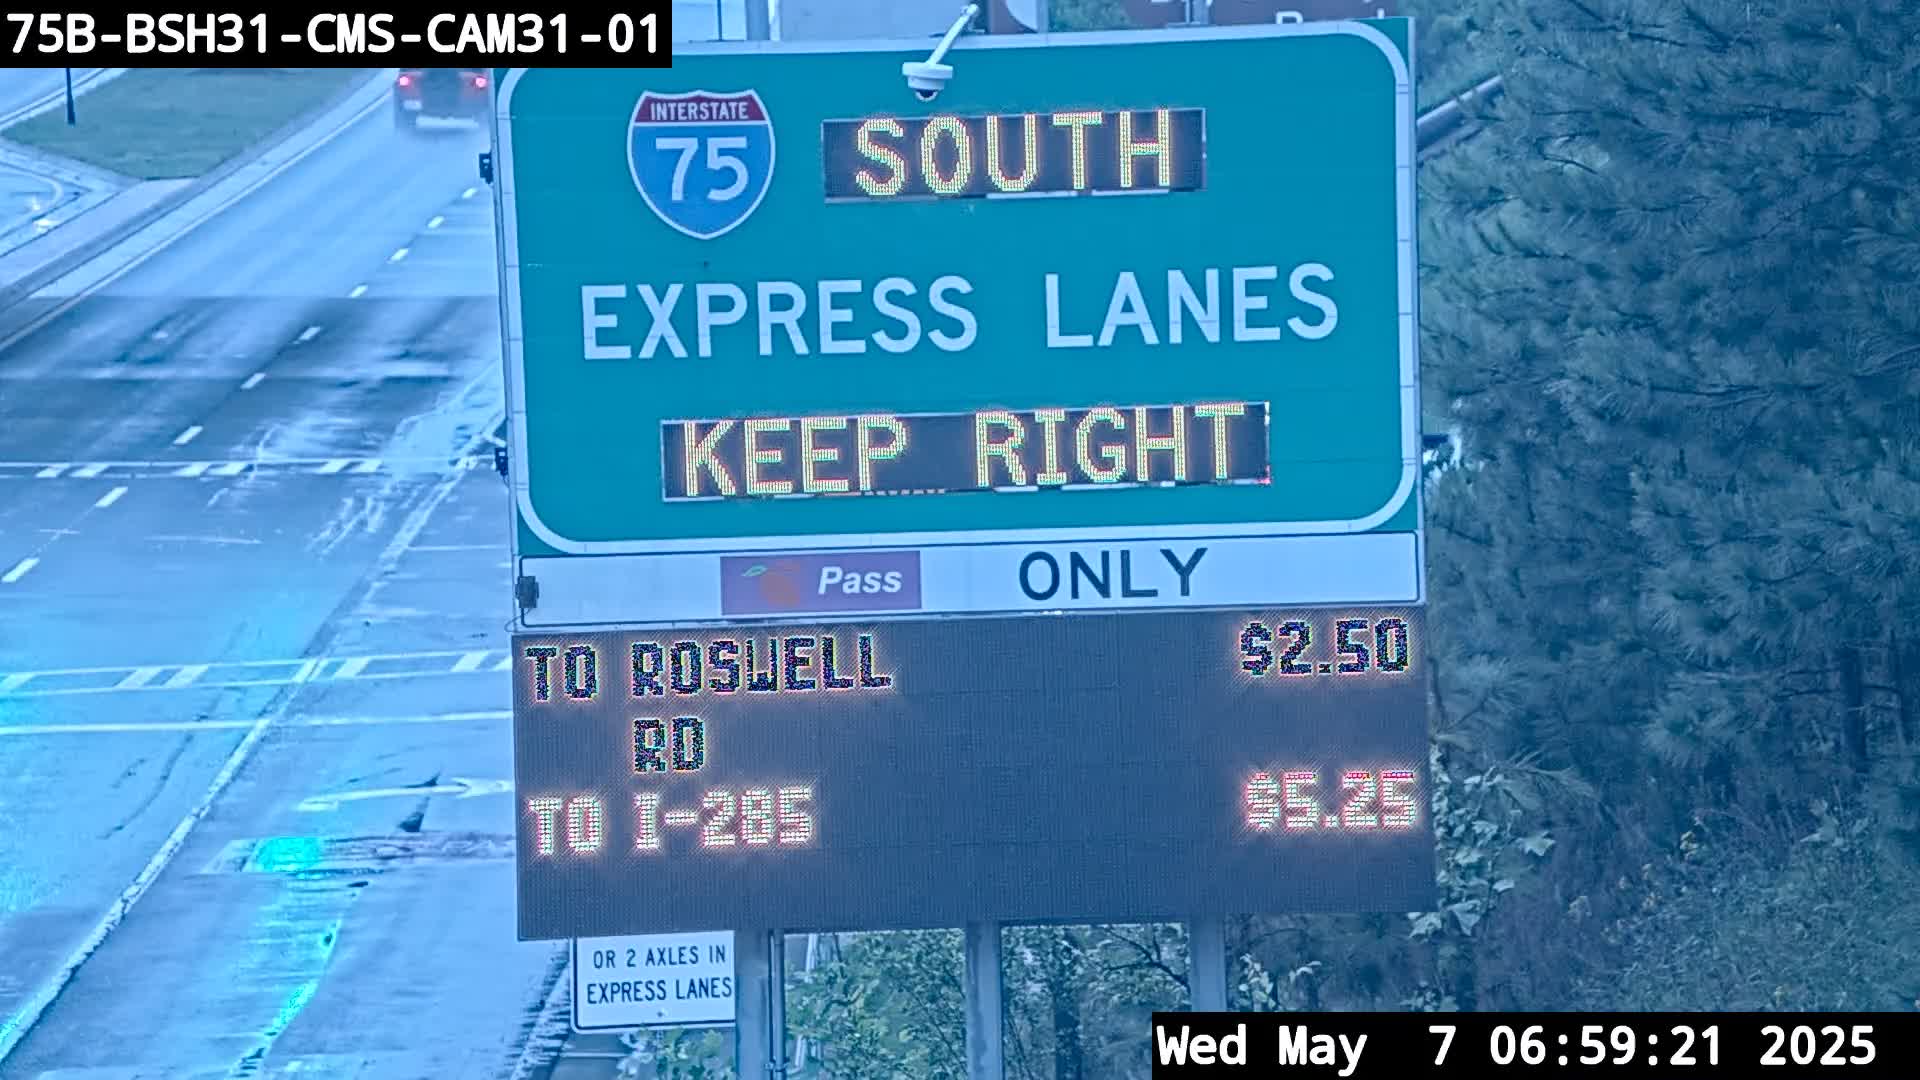 75B-BSH31-CMS-CAM31-01
INTERSTATE
75
SOUTH
EXPRESS LANES
KEEP RIGHT
Pass ONLY
TO ROSWELL $2.50
RD
TO I-285 $5.25
OR 2 AXLES IN
EXPRESS LANES
Wed May 7 06:59:21 2025